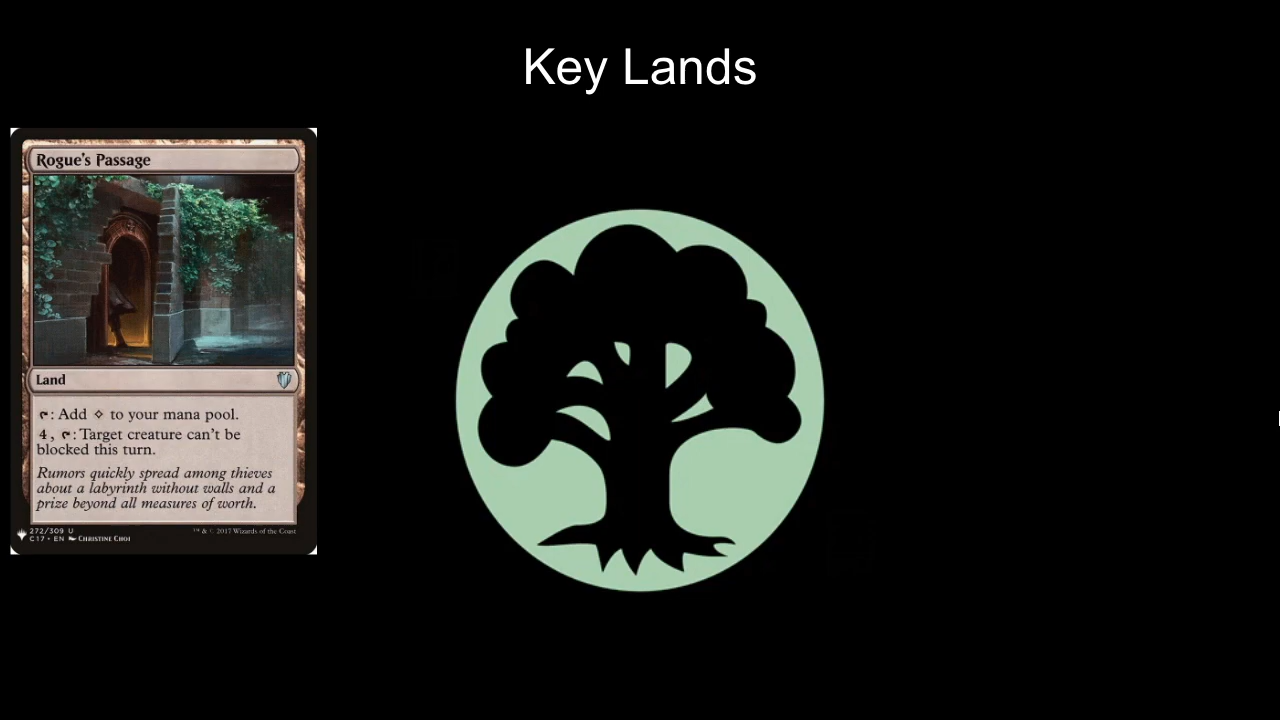 Key Lands
Rogue's Passage
Land
: Add to your mana pool.
4, : Target creature can't be
blocked this turn.
Rumors quickly spread among thieves
about a labyrinth without walls and a
prize beyond all measures of worth.
272/309 U
C17 • EN Christine Choi
™ & © 2017 Wizards of the Coast